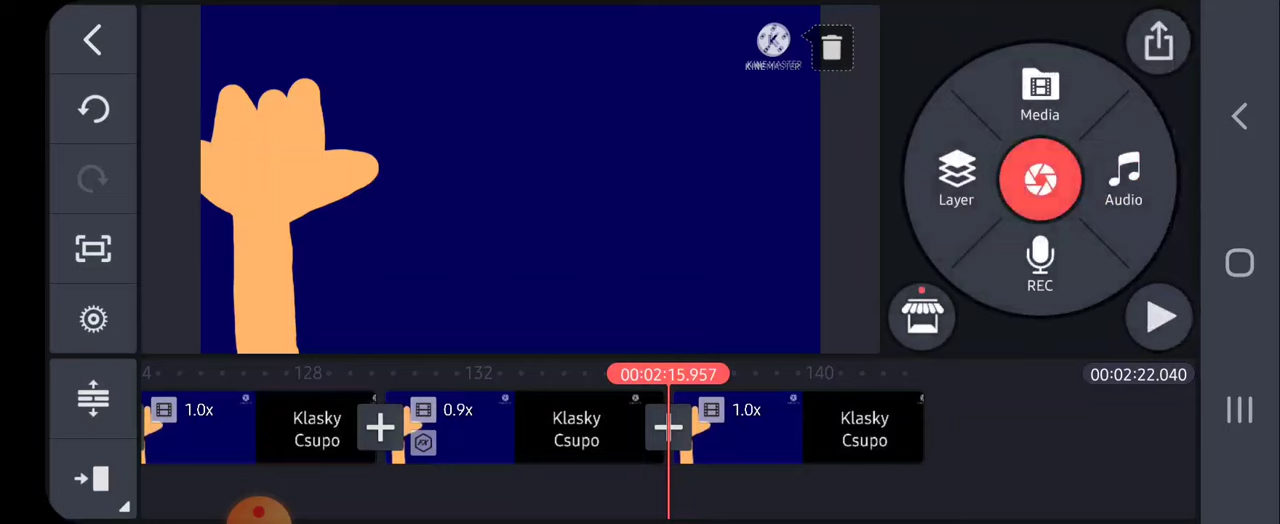 KINEMASTER
Media
Layer
Audio
REC
4
128
132
00:02:15.957
140
00:02:22.040
1.0x
Klasky
Csupo
0.9x
FX
Klasky
Csupo
1.0x
Klasky
Csupo